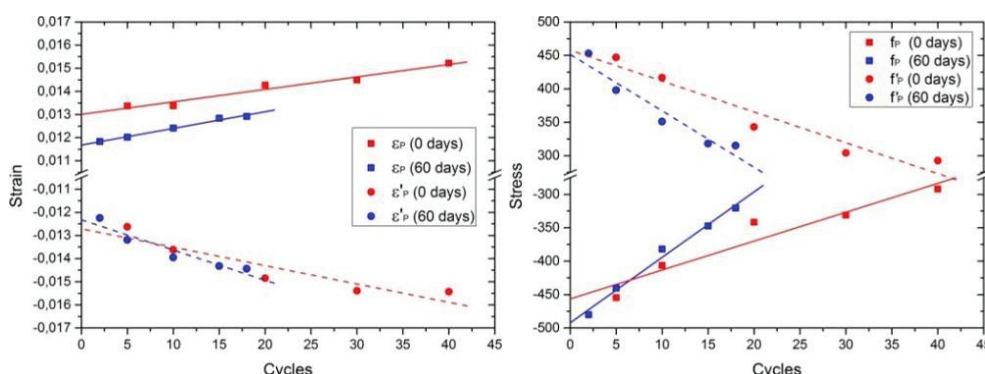 0,017
0,016
0,015
0,014
0,013
0,012
0,011
-0,011
-0,012
-0,013
-0,014
-0,015
-0,016
-0,017
Strain
εP (0 days)
εP (60 days)
ε'P (0 days)
ε'P (60 days)
0 5 10 15 20 25 30 35 40 45
Cycles
500
450
400
350
300
-300
-350
-400
-450
-500
Stress
fP (0 days)
fP (60 days)
f'P (0 days)
f'P (60 days)
0 5 10 15 20 25 30 35 40 45
Cycles